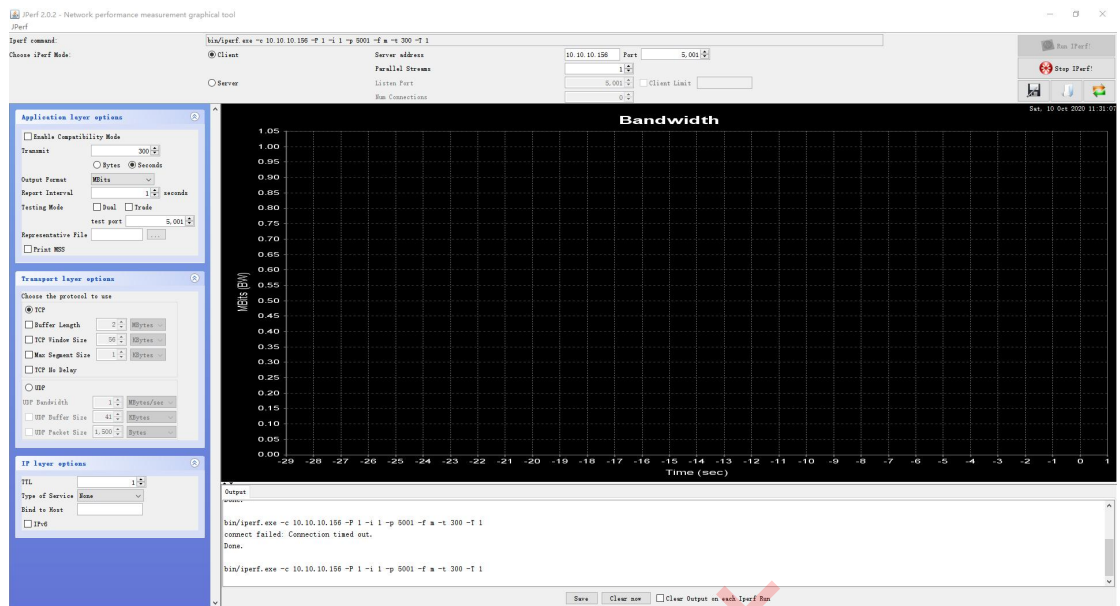 JPerf 2.0.2 - Network performance measurement graphical tool
JPerf
Iperf command:
bin/iperf.exe -c 10.10.10.156 -P 1 -i 1 -p 5001 -f m -t 300 -T 1
Choose iPerf Mode:
Client
Server address
10.10.10.156
Port
5,001
Parallel Streams
1
Server
Listen Port
5,001
Client Limit
Num Connections
0
Run IPerf!
Stop IPerf!
Application layer options
Enable Compatibility Mode
Transmit
300
Bytes
Seconds
Output Format
MBits
Report Interval
1
seconds
Testing Mode
Dual
Trade
test port
5,001
Representative File
...
Print MSS
Transport layer options
Choose the protocol to use
TCP
Buffer Length
2
MBytes
TCP Window Size
56
KBytes
Max Segment Size
1
KBytes
TCP No Delay
UDP
UDP Bandwidth
1
MBytes/sec
UDP Buffer Size
41
KBytes
UDP Packet Size
1,500
Bytes
IP layer options
TTL
1
Type of Service
None
Bind to Host
IPv6
Sat, 10 Oct 2020 11:31:07
Bandwidth
MBits (BW)
1.05
1.00
0.95
0.90
0.85
0.80
0.75
0.70
0.65
0.60
0.55
0.50
0.45
0.40
0.35
0.30
0.25
0.20
0.15
0.10
0.05
0.00
-29 -28 -27 -26 -25 -24 -23 -22 -21 -20 -19 -18 -17 -16 -15 -14 -13 -12 -11 -10 -9 -8 -7 -6 -5 -4 -3 -2 -1 0 1
Time (sec)
Output
Done.
bin/iperf.exe -c 10.10.10.156 -P 1 -i 1 -p 5001 -f m -t 300 -T 1
connect failed: Connection timed out.
Done.
bin/iperf.exe -c 10.10.10.156 -P 1 -i 1 -p 5001 -f m -t 300 -T 1
Save
Clear now
Clear Output on each Iperf Run